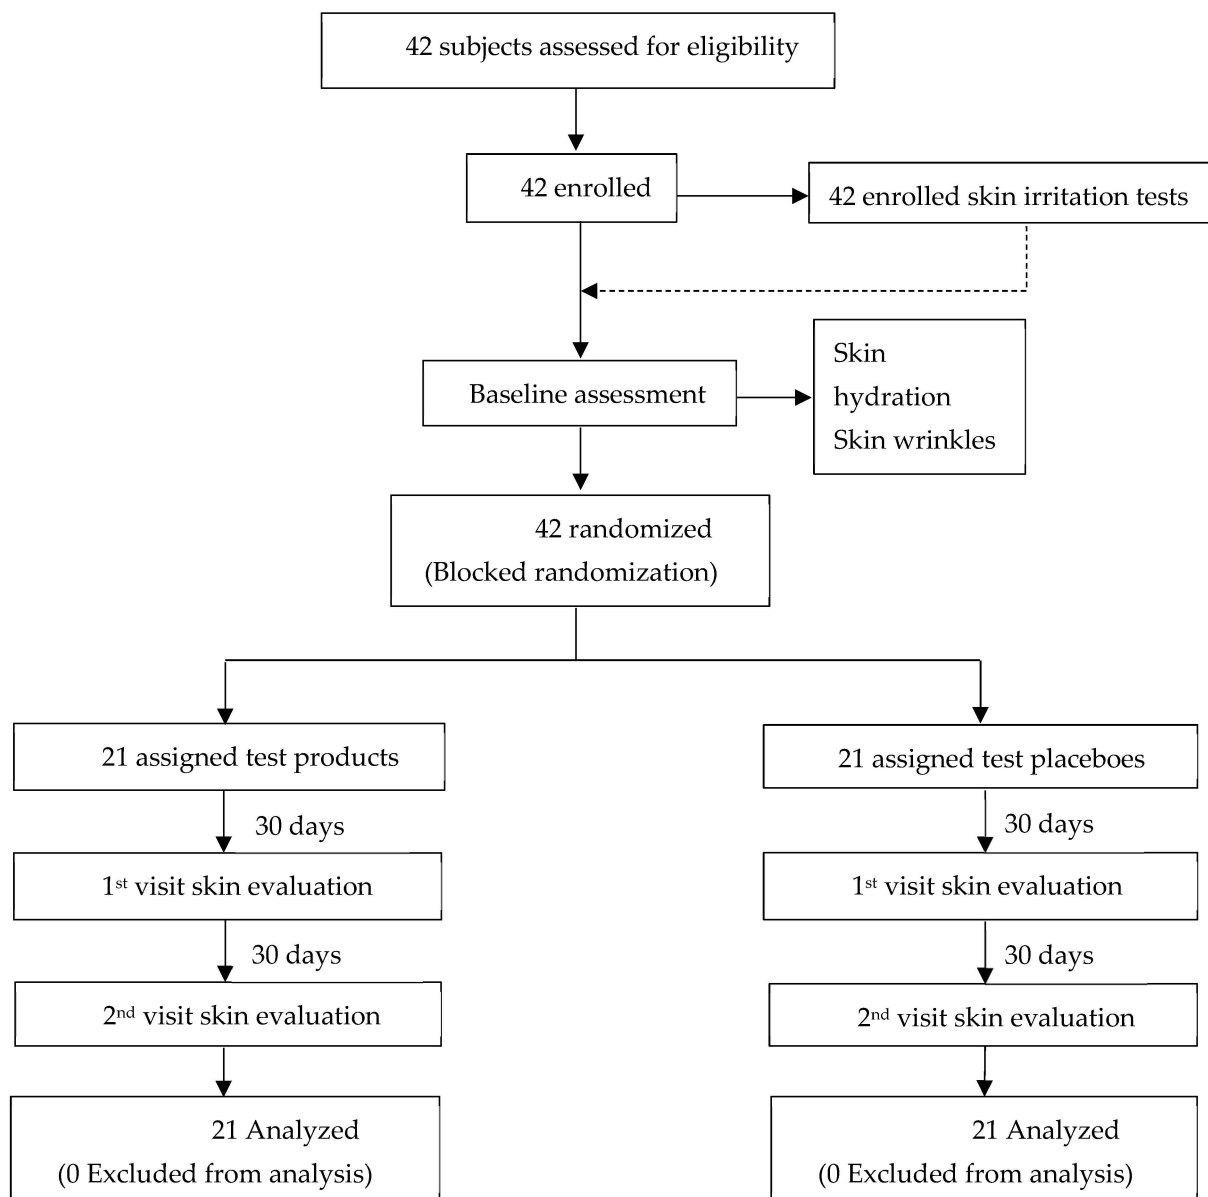 42 subjects assessed for eligibility
42 enrolled
42 enrolled skin irritation tests
Baseline assessment
Skin
hydration
Skin wrinkles
42 randomized
(Blocked randomization)
21 assigned test products
21 assigned test placeboes
30 days
30 days
1st visit skin evaluation
1st visit skin evaluation
30 days
30 days
2nd visit skin evaluation
2nd visit skin evaluation
21 Analyzed
(0 Excluded from analysis)
21 Analyzed
(0 Excluded from analysis)